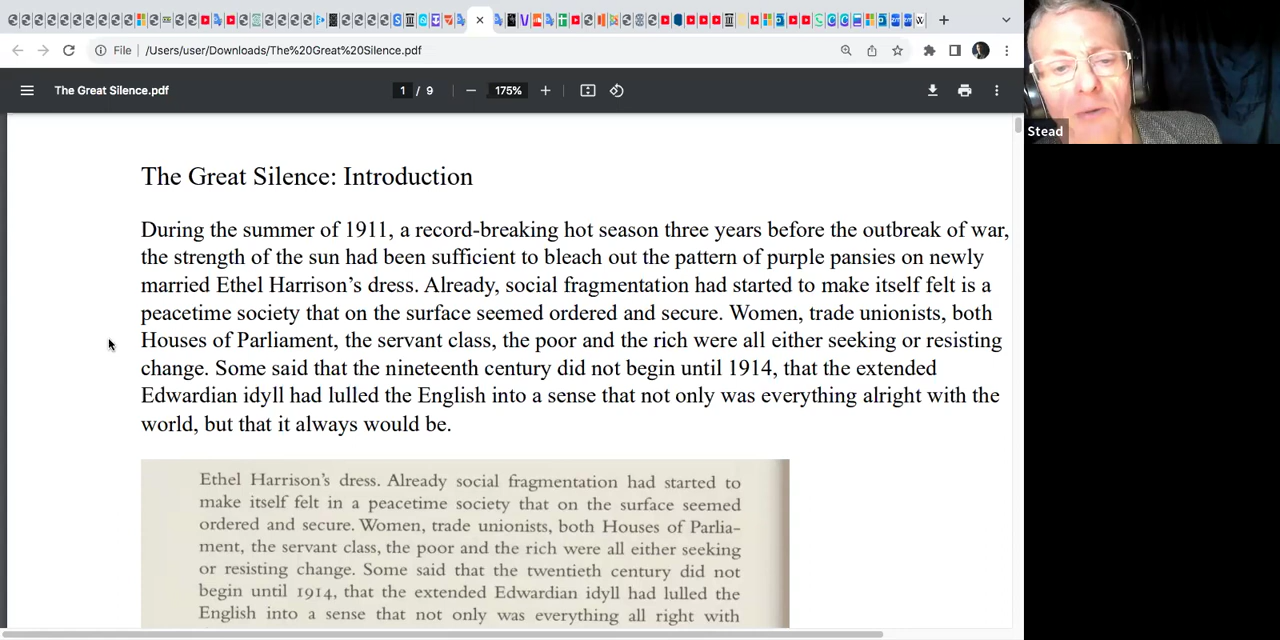 File
/Users/user/Downloads/The%20Great%20Silence.pdf
The Great Silence.pdf
1 / 9
175%
Stead
The Great Silence: Introduction
During the summer of 1911, a record-breaking hot season three years before the outbreak of war,
the strength of the sun had been sufficient to bleach out the pattern of purple pansies on newly
married Ethel Harrison’s dress. Already, social fragmentation had started to make itself felt is a
peacetime society that on the surface seemed ordered and secure. Women, trade unionists, both
Houses of Parliament, the servant class, the poor and the rich were all either seeking or resisting
change. Some said that the nineteenth century did not begin until 1914, that the extended
Edwardian idyll had lulled the English into a sense that not only was everything alright with the
world, but that it always would be.
Ethel Harrison’s dress. Already social fragmentation had started to
make itself felt in a peacetime society that on the surface seemed
ordered and secure. Women, trade unionists, both Houses of Parlia-
ment, the servant class, the poor and the rich were all either seeking
or resisting change. Some said that the twentieth century did not
begin until 1914, that the extended Edwardian idyll had lulled the
English into a sense that not only was everything all right with